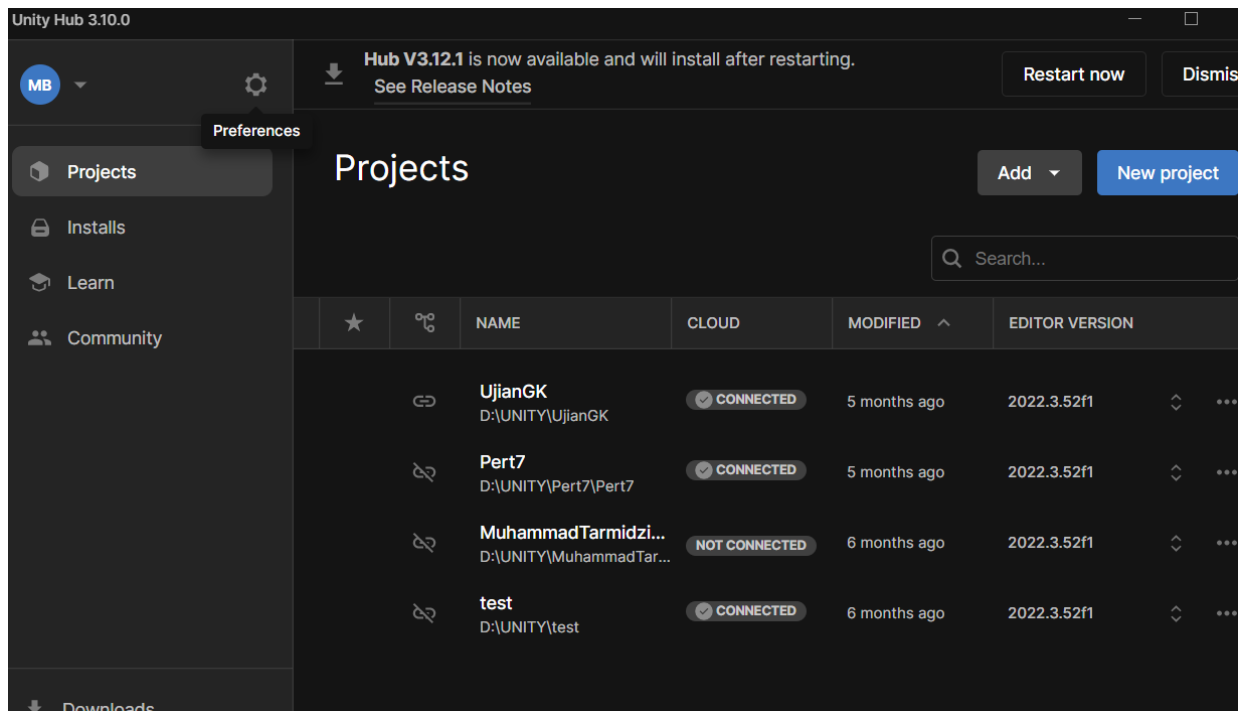 Unity Hub 3.10.0
MB
Preferences
Projects
Installs
Learn
Community
Downloads
Hub V3.12.1 is now available and will install after restarting.
See Release Notes
Restart now
Dismis
Projects
Add
New project
Search...
NAME CLOUD MODIFIED EDITOR VERSION
UjianGK CONNECTED 5 months ago 2022.3.52f1
D:\UNITY\UjianGK
Pert7 CONNECTED 5 months ago 2022.3.52f1
D:\UNITY\Pert7\Pert7
MuhammadTarmidzi... NOT CONNECTED 6 months ago 2022.3.52f1
D:\UNITY\MuhammadTar...
test CONNECTED 6 months ago 2022.3.52f1
D:\UNITY\test